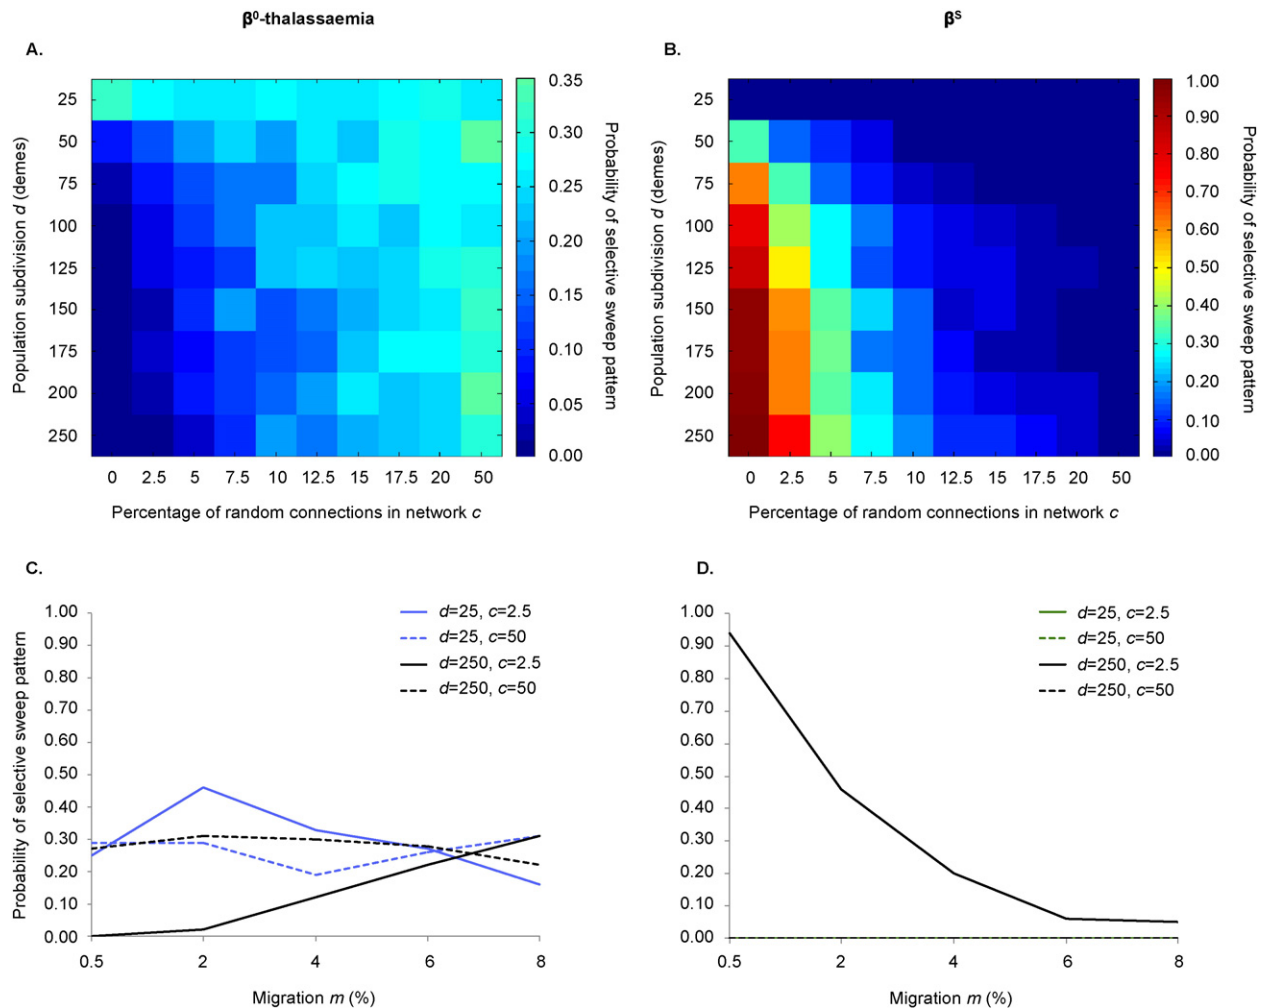 β⁰-thalassaemia
β^S
A.
B.
25
50
75
100
125
150
175
200
250
Population subdivision d (demes)
0 2.5 5 7.5 10 12.5 15 17.5 20 50
Percentage of random connections in network c
0.35
0.30
0.25
0.20
0.15
0.10
0.05
0.00
Probability of selective sweep pattern
25
50
75
100
125
150
175
200
250
Population subdivision d (demes)
0 2.5 5 7.5 10 12.5 15 17.5 20 50
Percentage of random connections in network c
1.00
0.90
0.80
0.70
0.60
0.50
0.40
0.30
0.20
0.10
0.00
Probability of selective sweep pattern
C.
D.
1.00
0.90
0.80
0.70
0.60
0.50
0.40
0.30
0.20
0.10
0.00
Probability of selective sweep pattern
d=25, c=2.5
d=25, c=50
d=250, c=2.5
d=250, c=50
0.5 2 4 6 8
Migration m (%)
1.00
0.90
0.80
0.70
0.60
0.50
0.40
0.30
0.20
0.10
0.00
d=25, c=2.5
d=25, c=50
d=250, c=2.5
d=250, c=50
0.5 2 4 6 8
Migration m (%)